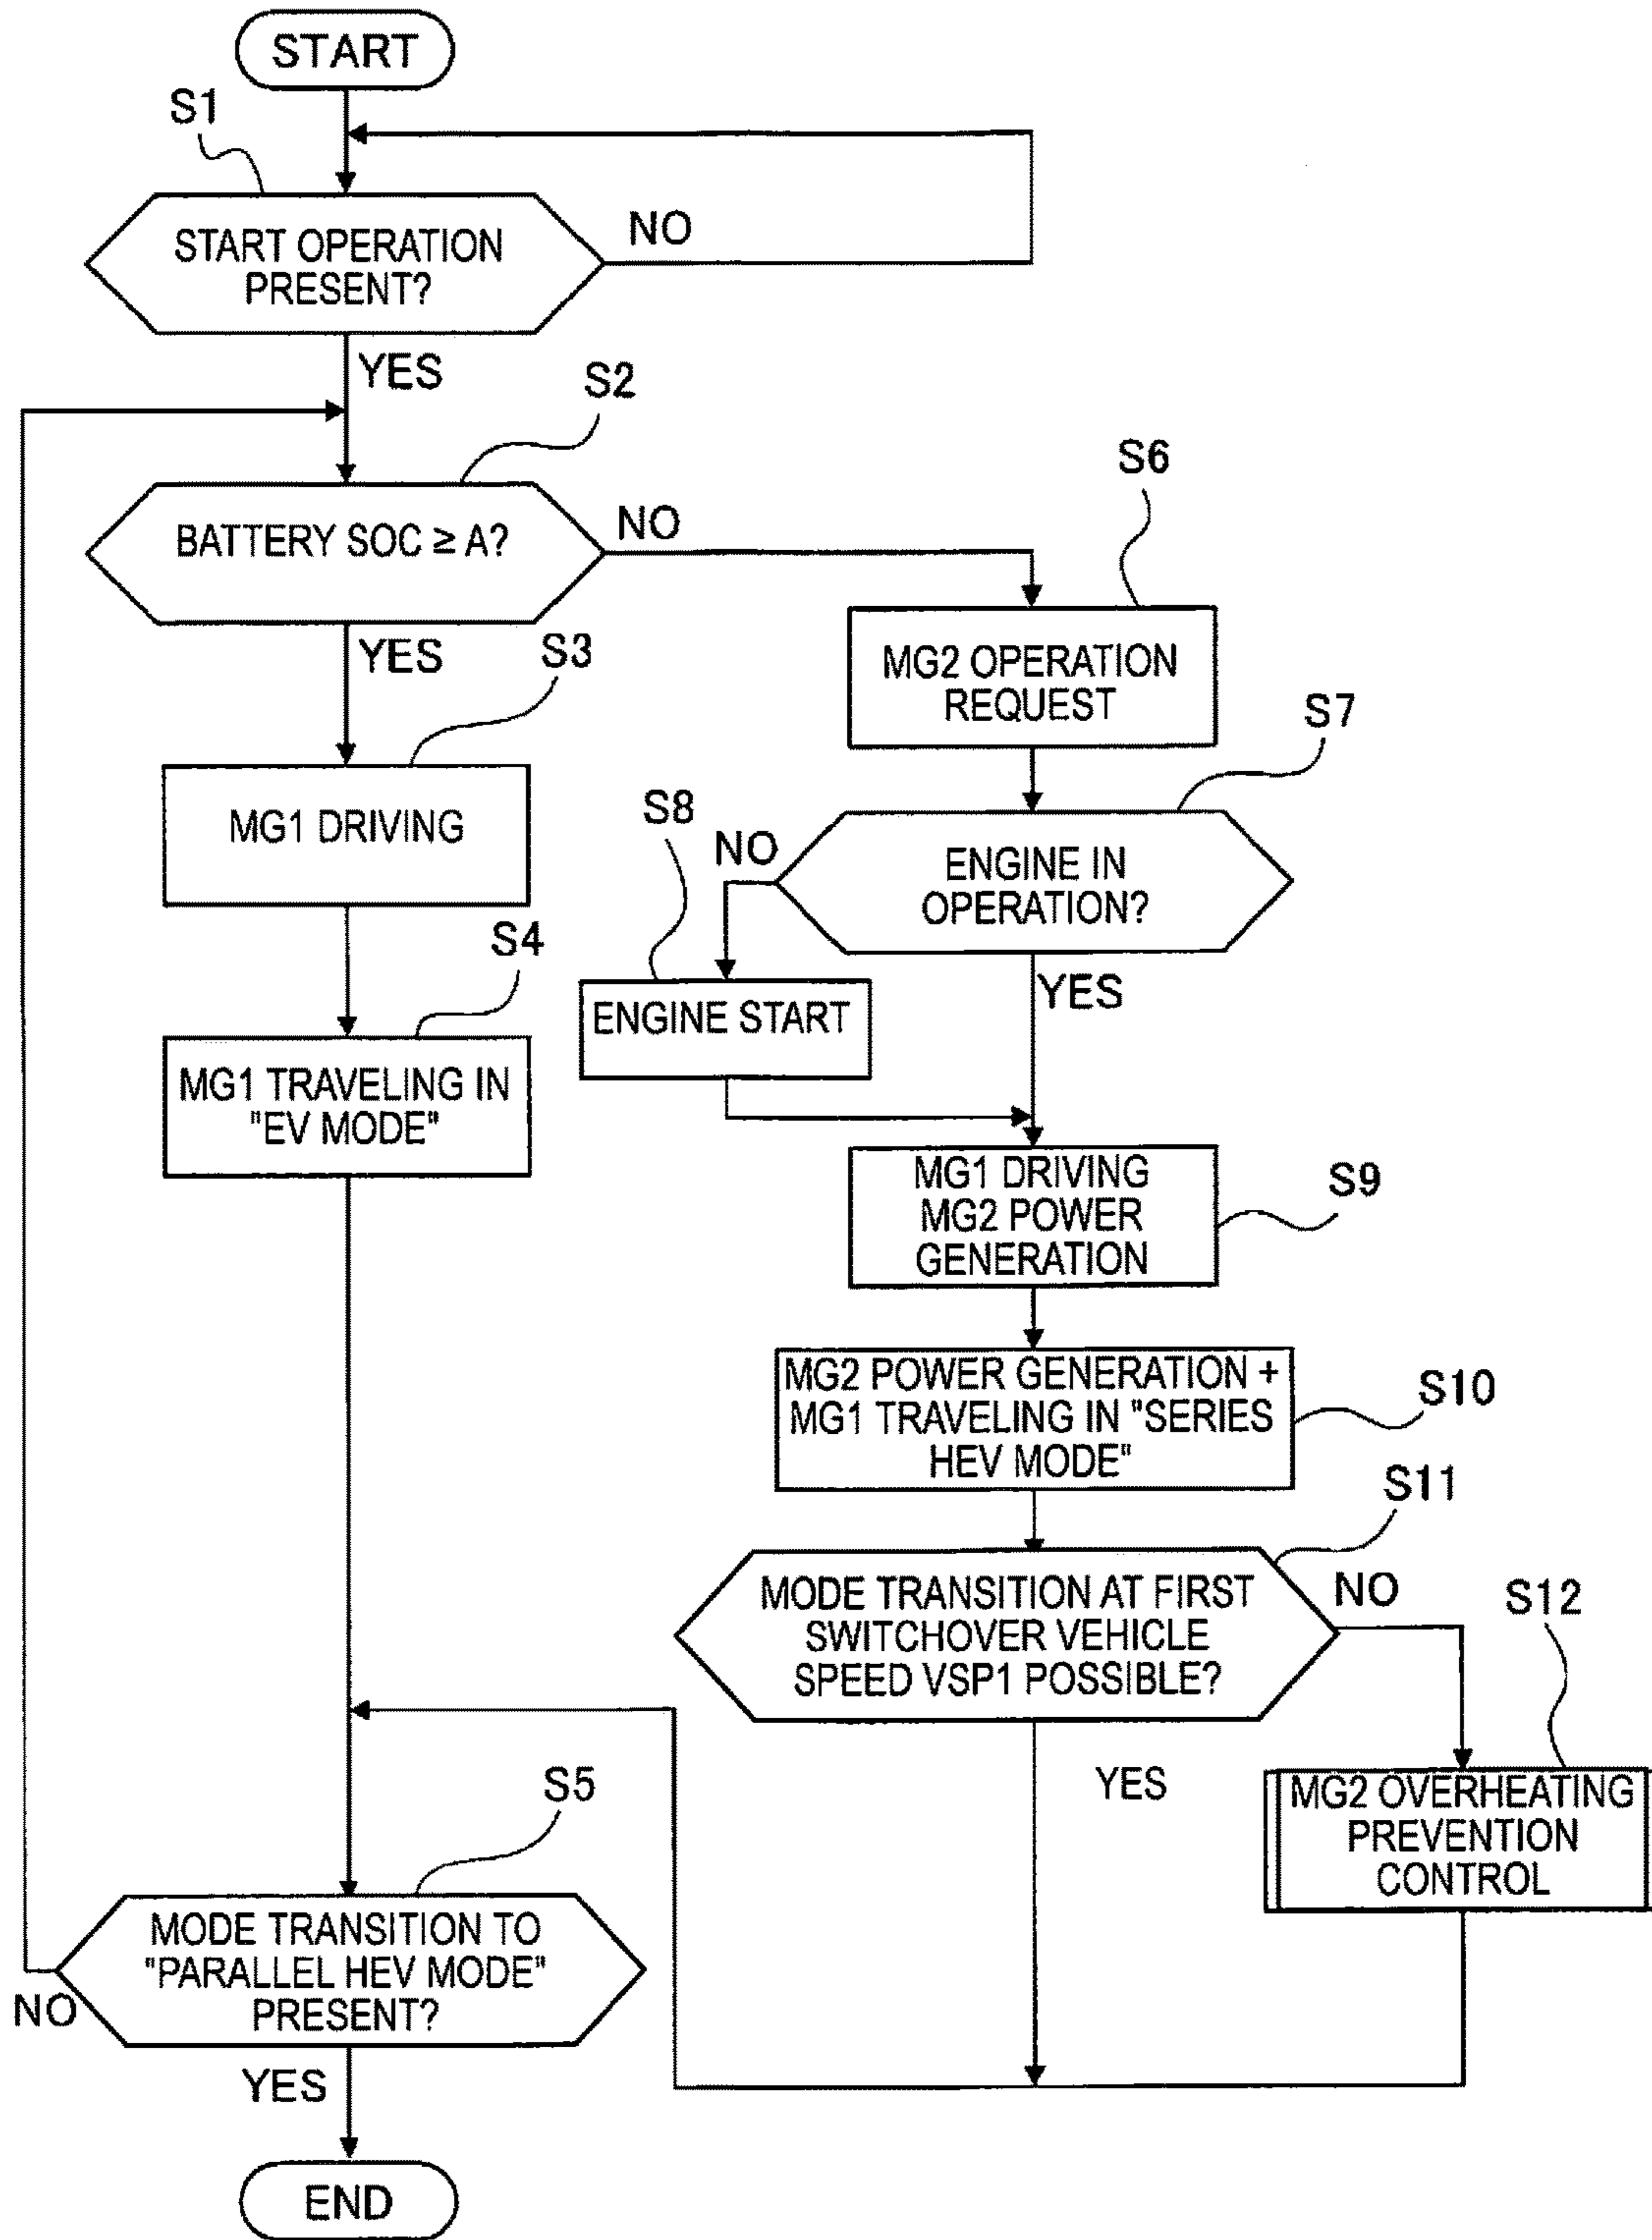 START
S1
START OPERATION
PRESENT?
NO
YES
S2
BATTERY SOC ≥ A?
NO
YES
S3
MG1 DRIVING
S4
MG1 TRAVELING IN
"EV MODE"
S6
MG2 OPERATION
REQUEST
S7
ENGINE IN
OPERATION?
NO
YES
S8
ENGINE START
S9
MG1 DRIVING
MG2 POWER
GENERATION
S10
MG2 POWER GENERATION +
MG1 TRAVELING IN "SERIES
HEV MODE"
S11
MODE TRANSITION AT FIRST
SWITCHOVER VEHICLE
SPEED VSP1 POSSIBLE?
NO
YES
S12
MG2 OVERHEATING
PREVENTION
CONTROL
S5
MODE TRANSITION TO
"PARALLEL HEV MODE"
PRESENT?
NO
YES
END